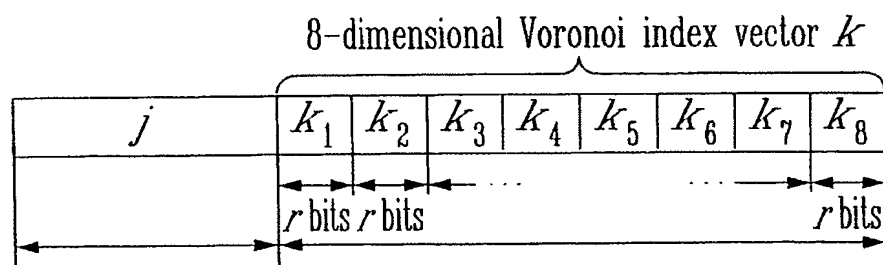 8-dimensional Voronoi index vector k
j k₁ k₂ k₃ k₄ k₅ k₆ k₇ k₈
... ...
r bits r bits r bits